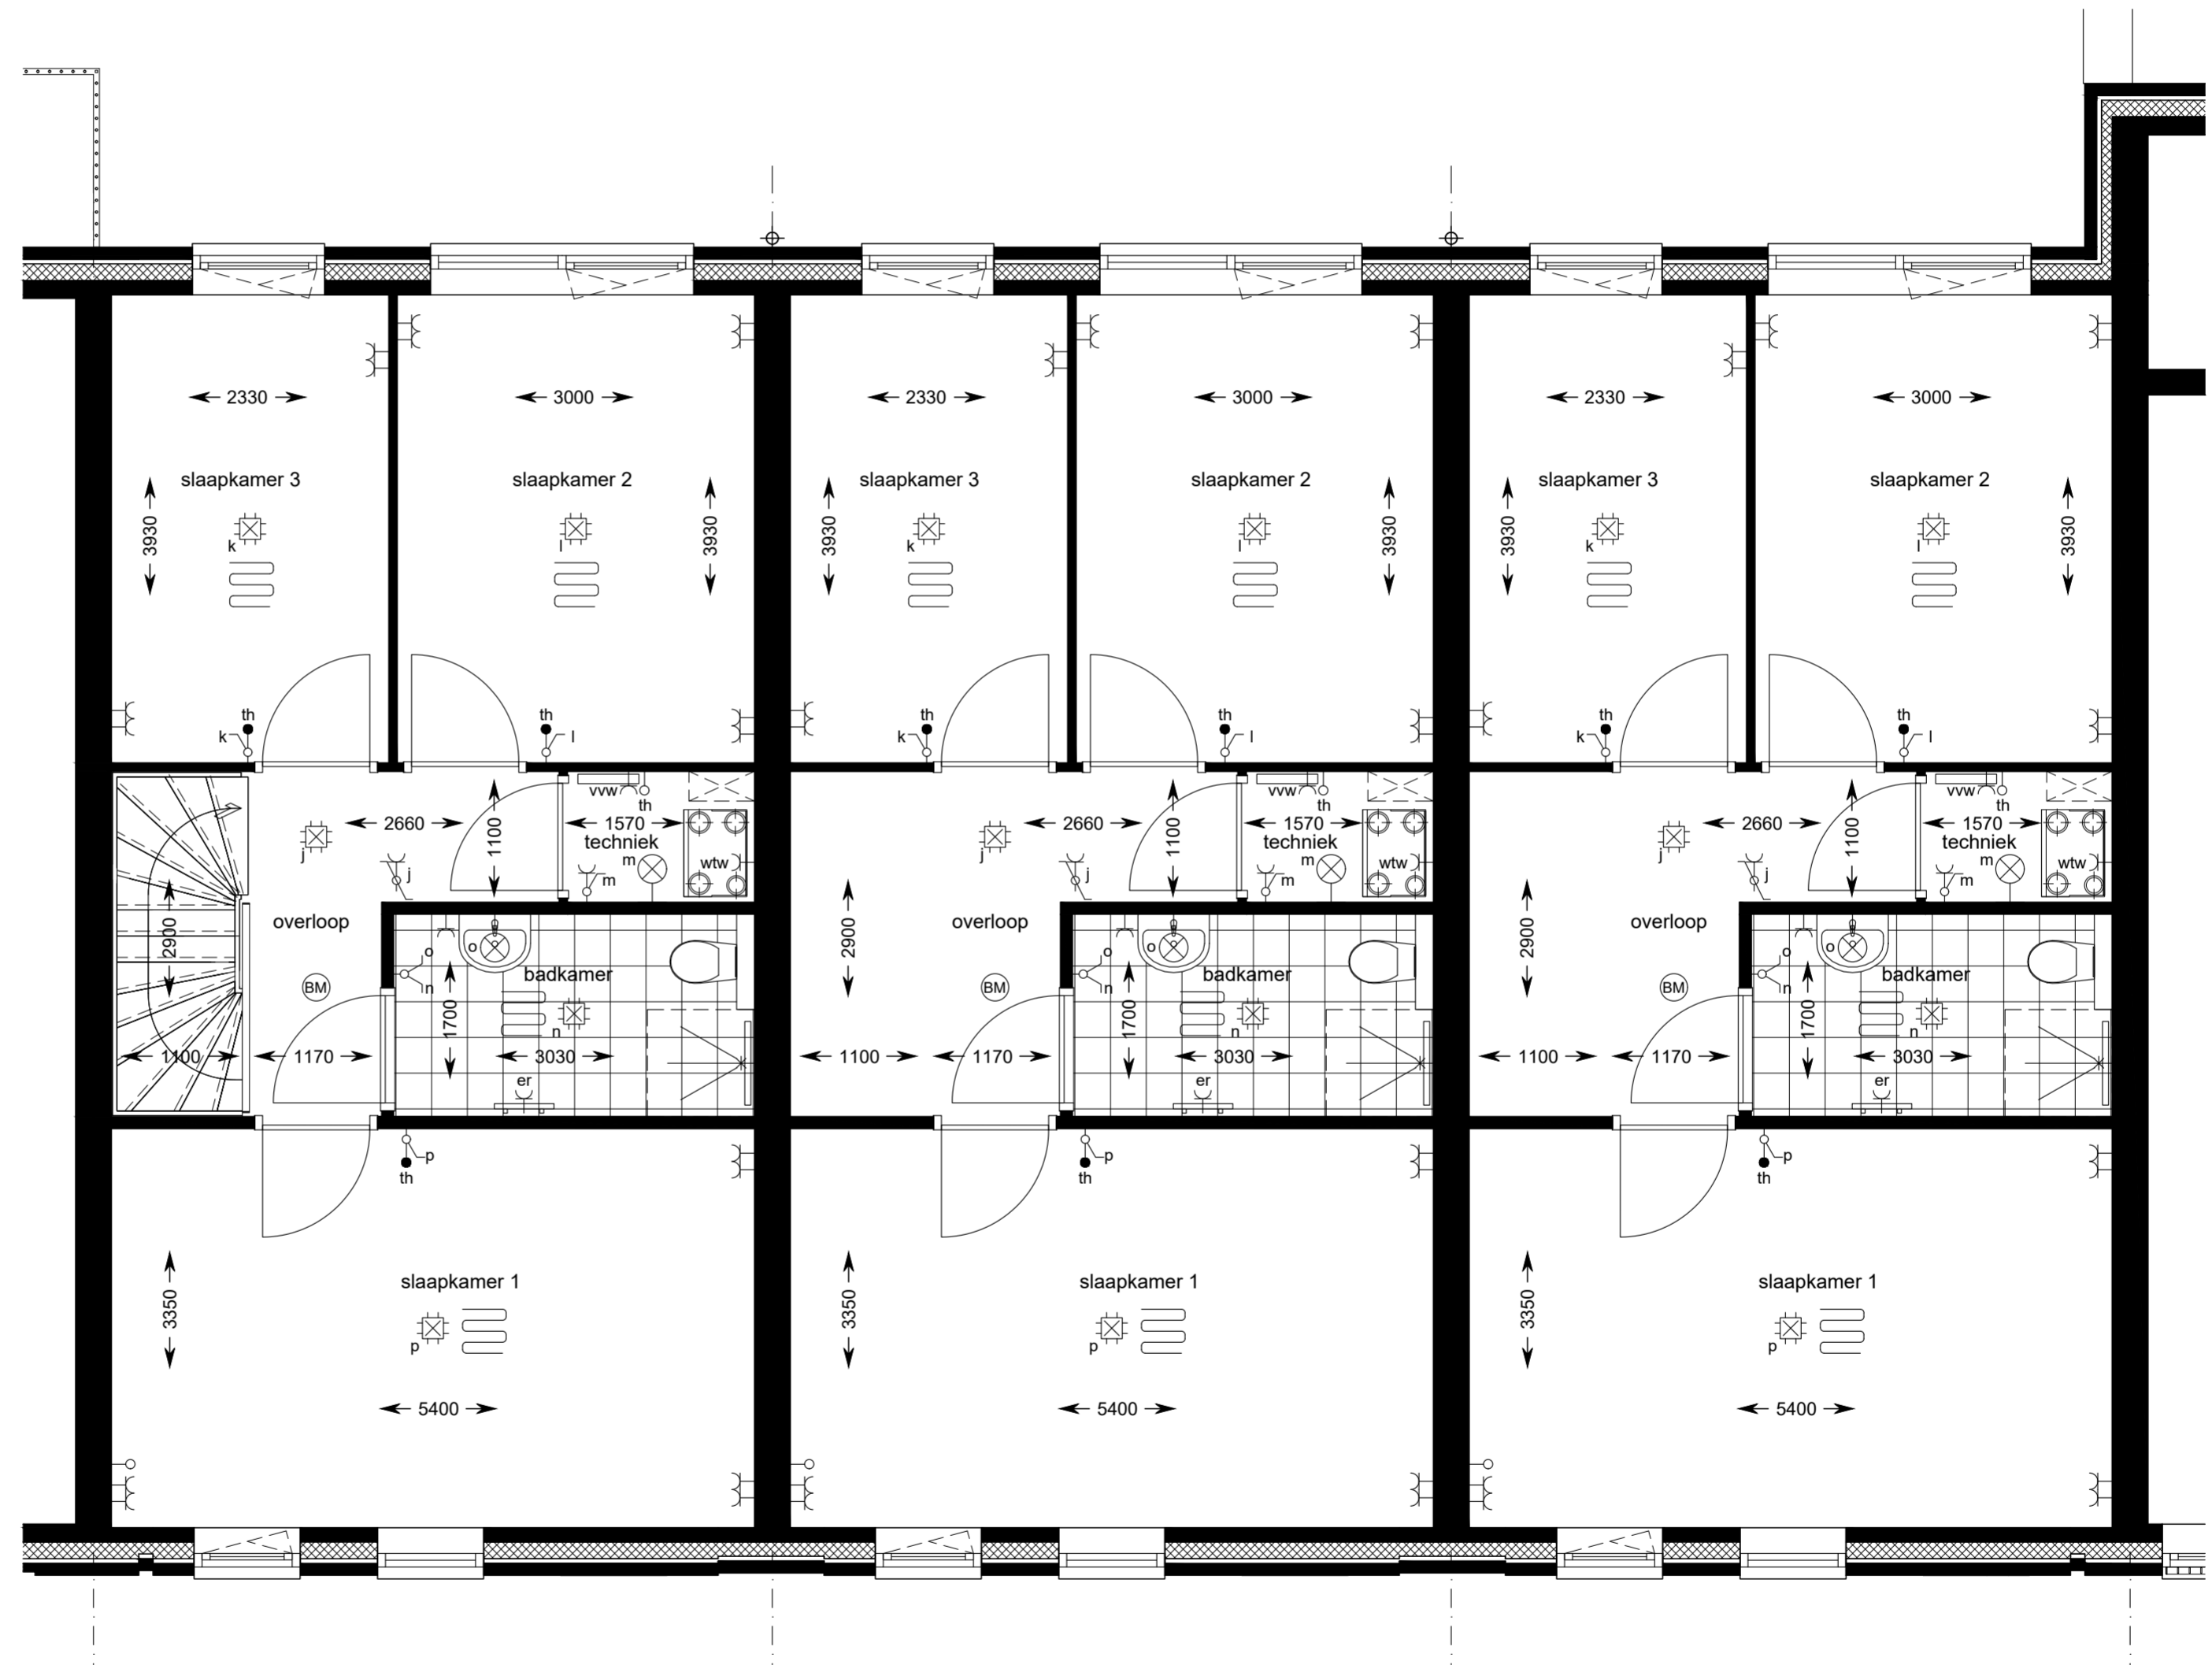 2330
3000
2330
3000
2330
3000
slaapkamer 3
slaapkamer 2
slaapkamer 3
slaapkamer 2
slaapkamer 3
slaapkamer 2
3930
3930
3930
3930
3930
3930
k
l
k
l
k
l
th
th
th
th
th
th
k
l
k
l
k
l
vvw
th
vvw
th
vvw
th
2660
1100
1570
2660
1100
1570
2660
1100
1570
techniek
techniek
techniek
j
j
m
m
wtw
j
j
m
m
wtw
j
j
m
m
wtw
2900
overloop
2900
overloop
2900
overloop
o
o
badkamer
o
o
badkamer
o
o
badkamer
BM
n
BM
n
BM
n
1700
n
1700
n
1700
n
1100
1170
3030
1100
1170
3030
1100
1170
3030
er
er
er
p
p
p
th
th
th
slaapkamer 1
slaapkamer 1
slaapkamer 1
3350
3350
3350
p
p
p
5400
5400
5400